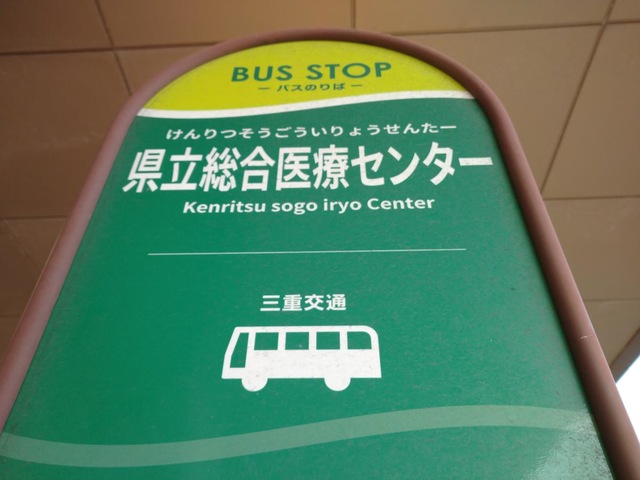 BUS STOP
ー バスのりば ー
けんりつそうごういりょうせんたー
県立総合医療センター
Kenritsu sogo iryo Center
三重交通